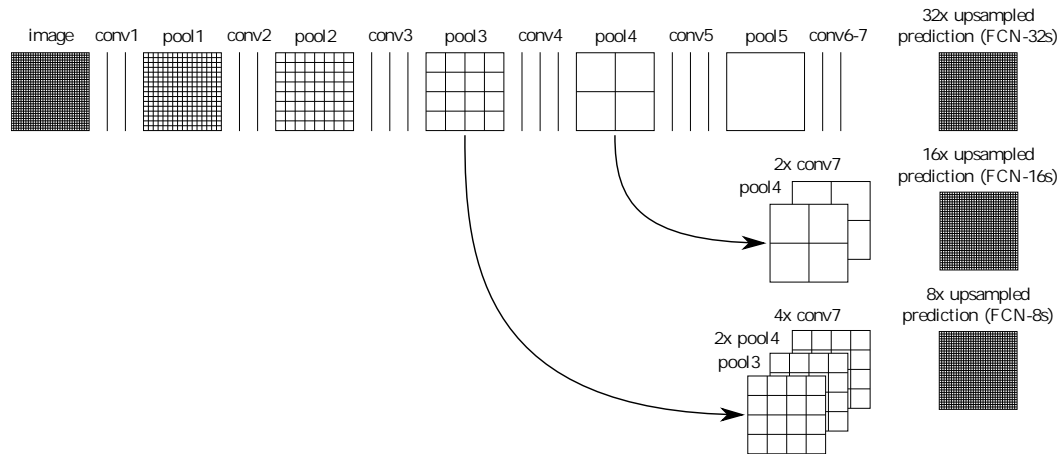 image conv1 pool1 conv2 pool2 conv3 pool3 conv4 pool4 conv5 pool5 conv6-7
32x upsampled
prediction (FCN-32s)
16x upsampled
prediction (FCN-16s)
2x conv7
pool4
8x upsampled
prediction (FCN-8s)
4x conv7
2x pool4
pool3